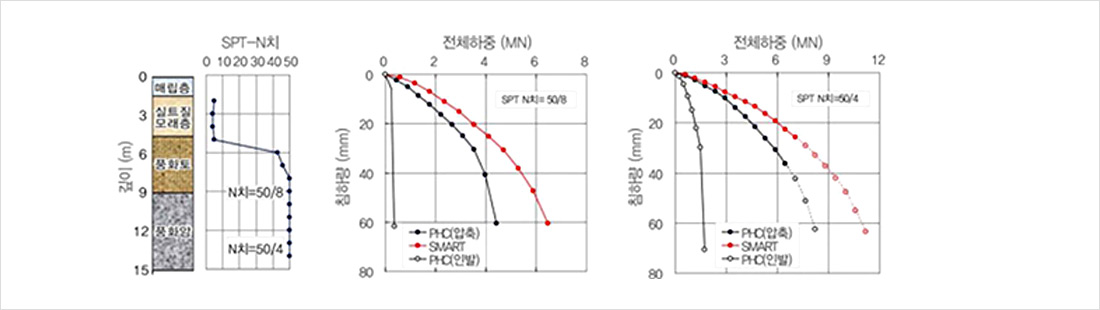 SPT-N치
0 10 20 30 40 50
깊이 (m)
0
3
6
9
12
15
매립층
실트질
모래층
풍화토
풍화암
N치=50/8
N치=50/4
전체하중 (MN)
0 2 4 6 8
침하량 (mm)
0
20
40
60
80
SPT N치= 50/8
PHC(압축)
SMART
PHC(인발)
전체하중 (MN)
0 3 6 9 12
침하량 (mm)
0
20
40
60
80
SPT N치=50/4
PHC(압축)
SMART
PHC(인발)